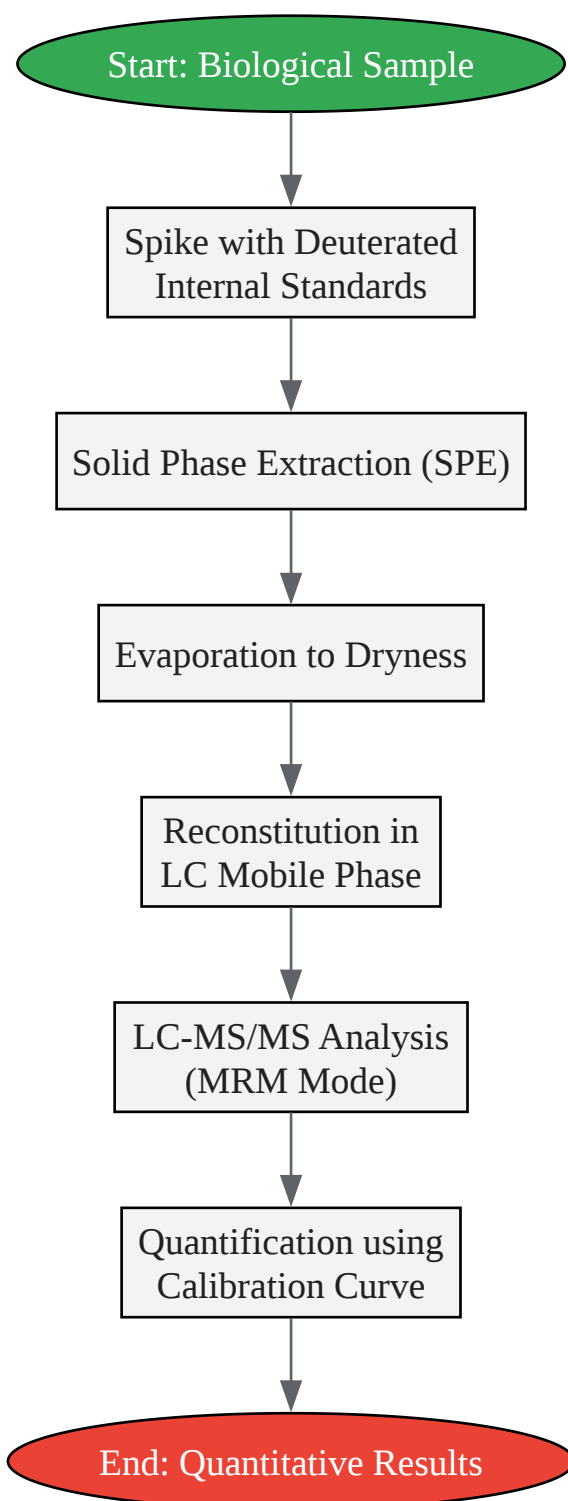 Start: Biological Sample
Spike with Deuterated
Internal Standards
Solid Phase Extraction (SPE)
Evaporation to Dryness
Reconstitution in
LC Mobile Phase
LC-MS/MS Analysis
(MRM Mode)
Quantification using
Calibration Curve
End: Quantitative Results